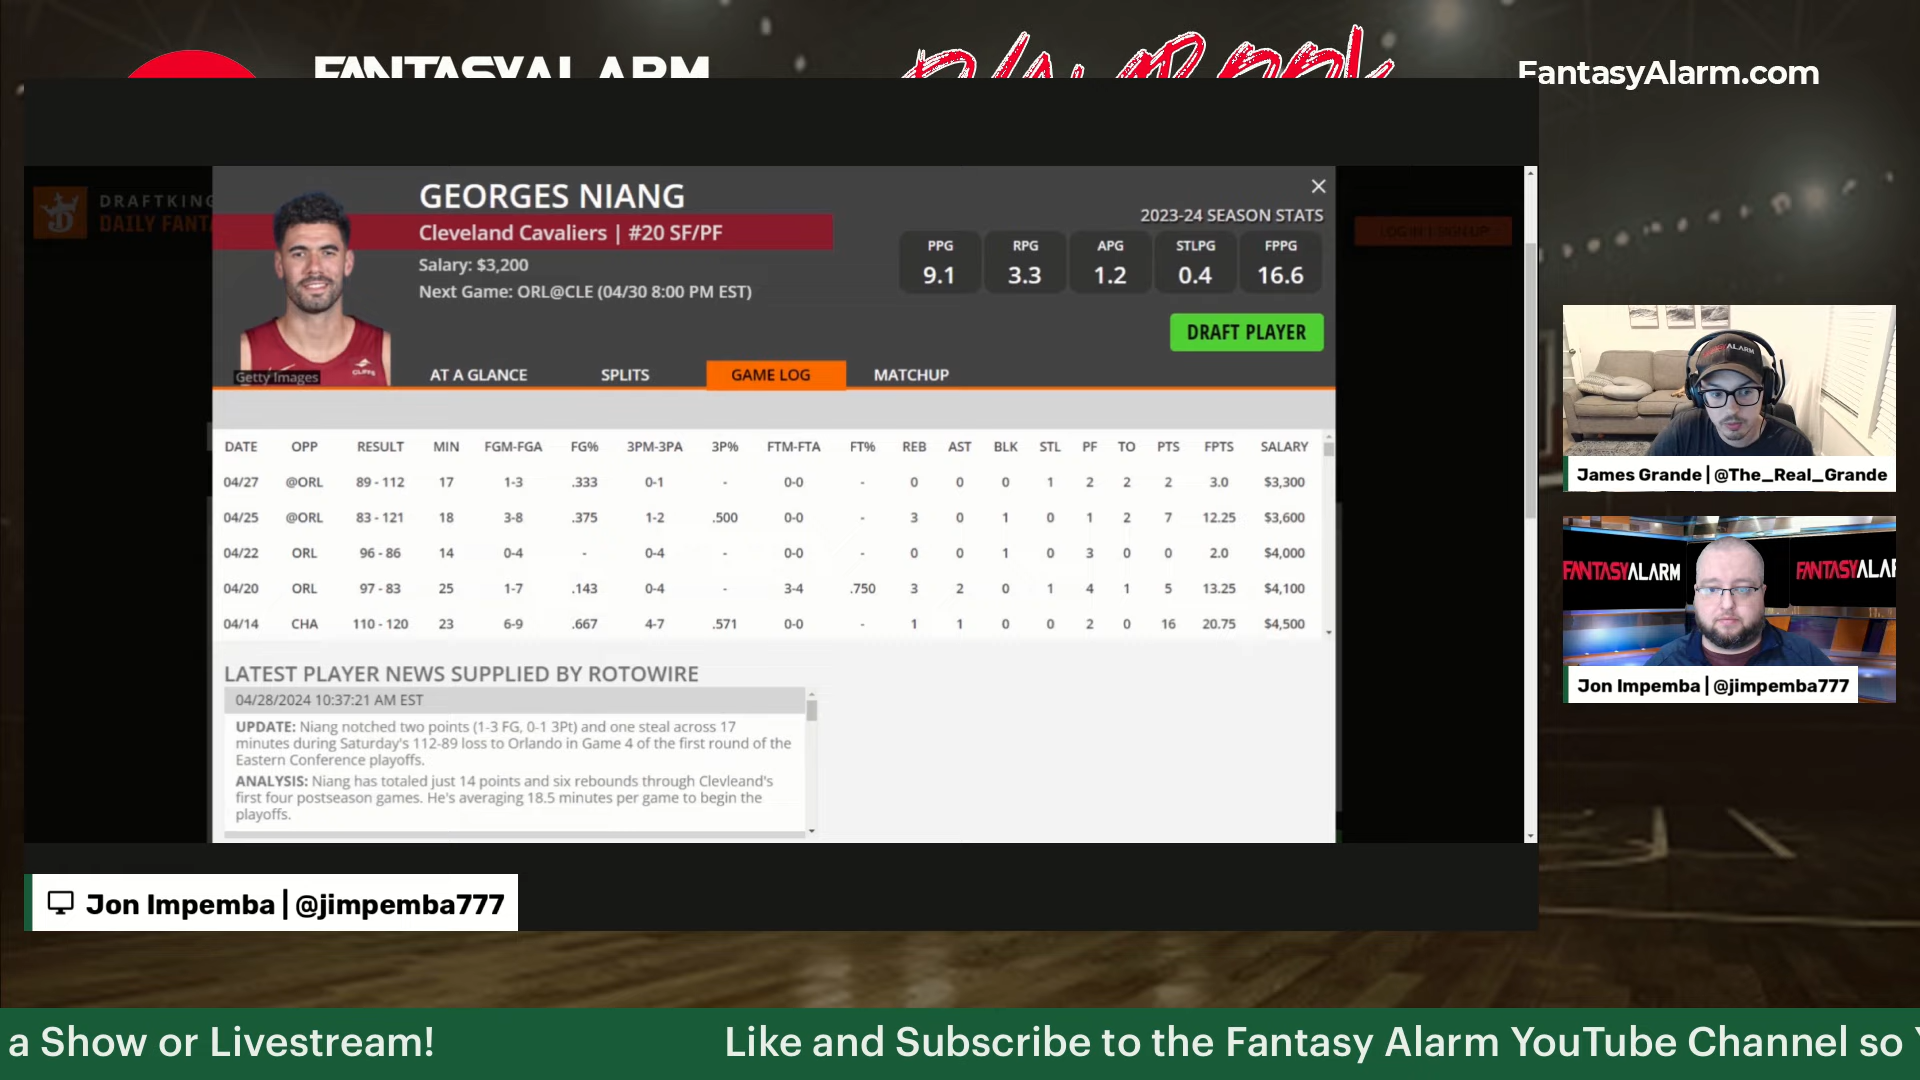 FANTASYALARM
PLAYBOOK
FantasyAlarm.com
DRAFTKING
DAILY FANT
LOG IN | SIGN UP
GEORGES NIANG
Cleveland Cavaliers | #20 SF/PF
Salary: $3,200
Next Game: ORL@CLE (04/30 8:00 PM EST)
2023-24 SEASON STATS
PPG RPG APG STLPG FPPG
9.1 3.3 1.2 0.4 16.6
DRAFT PLAYER
CLIFFS
Getty Images
AT A GLANCE SPLITS GAME LOG MATCHUP
DATE OPP RESULT MIN FGM-FGA FG% 3PM-3PA 3P% FTM-FTA FT% REB AST BLK STL PF TO PTS FPTS SALARY
04/27 @ORL 89 - 112 17 1-3 .333 0-1 - 0-0 - 0 0 0 1 2 2 2 3.0 $3,300
04/25 @ORL 83 - 121 18 3-8 .375 1-2 .500 0-0 - 3 0 1 0 1 2 7 12.25 $3,600
04/22 ORL 96 - 86 14 0-4 - 0-4 - 0-0 - 0 0 1 0 3 0 0 2.0 $4,000
04/20 ORL 97 - 83 25 1-7 .143 0-4 - 3-4 .750 3 2 0 1 4 1 5 13.25 $4,100
04/14 CHA 110 - 120 23 6-9 .667 4-7 .571 0-0 - 1 1 0 0 2 0 16 20.75 $4,500
LATEST PLAYER NEWS SUPPLIED BY ROTOWIRE
04/28/2024 10:37:21 AM EST
UPDATE: Niang notched two points (1-3 FG, 0-1 3Pt) and one steal across 17
minutes during Saturday's 112-89 loss to Orlando in Game 4 of the first round of the
Eastern Conference playoffs.
ANALYSIS: Niang has totaled just 14 points and six rebounds through Clevleand's
first four postseason games. He's averaging 18.5 minutes per game to begin the
playoffs.
James Grande | @The_Real_Grande
FANTASYALARM FANTASYALAR
Jon Impemba | @jimpemba777
Jon Impemba | @jimpemba777
a Show or Livestream! Like and Subscribe to the Fantasy Alarm YouTube Channel so Y